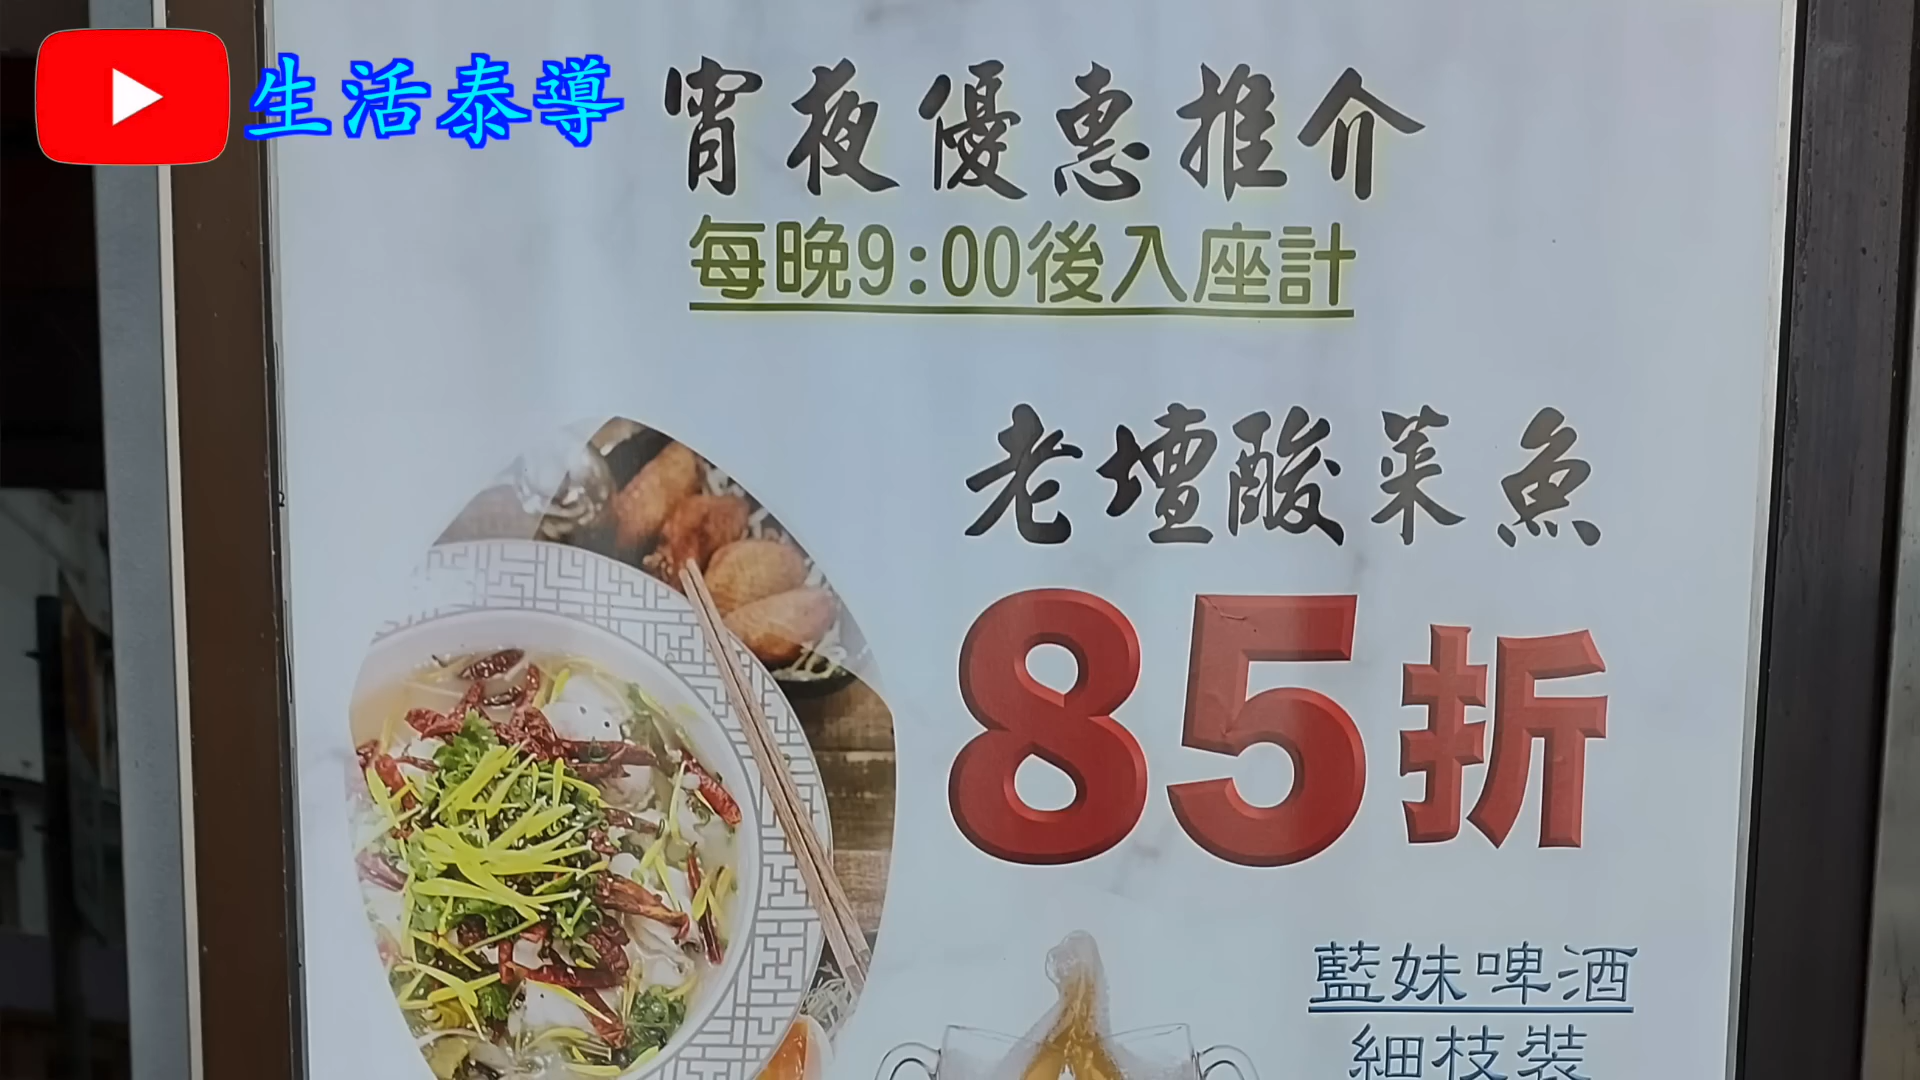 生活泰導
宵夜優惠推介
每晚9:00後入座計
老壇酸菜魚
85折
藍妹啤酒
細枝裝